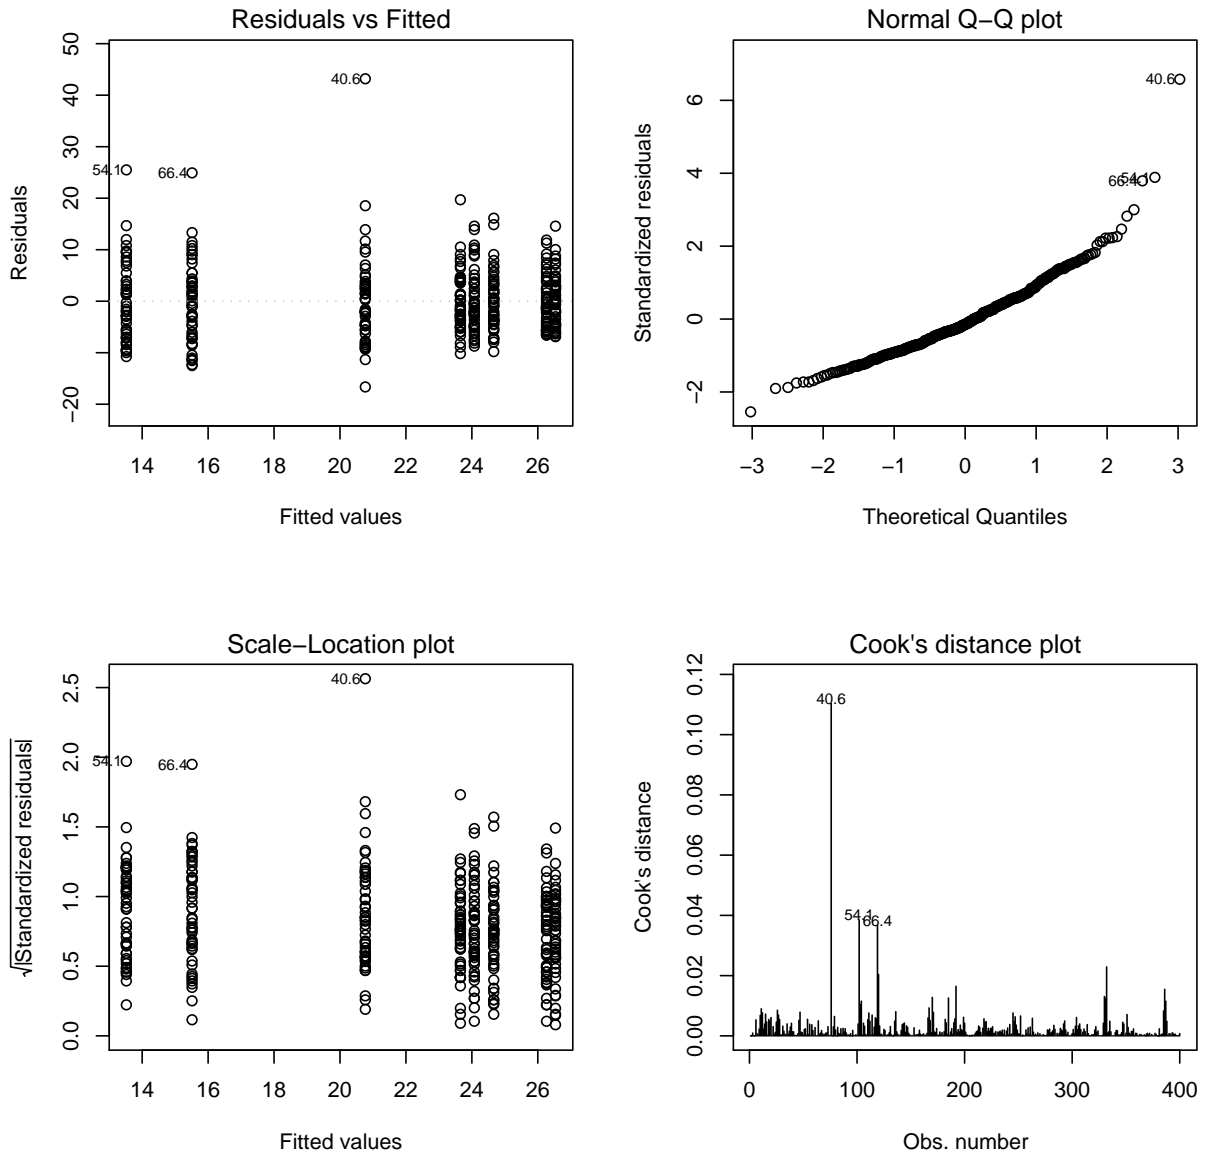 Residuals vs Fitted
50
40
30
20
10
0
−20
Residuals
40.6
54.1
66.4
14 16 20 22 24 26
Fitted values
Normal Q−Q plot
6
4
2
0
−2
Standardized residuals
40.6
54.1
66.4
−3 −2 −1 0 1 2 3
Theoretical Quantiles
Scale−Location plot
2.5
2.0
1.5
1.0
0.5
0.0
√|Standardized residuals|
40.6
54.1
66.4
14 16 20 22 24 26
Fitted values
Cook's distance plot
0.12
0.10
0.08
0.06
0.04
0.02
0.00
Cook's distance
40.6
54.1
66.4
0 100 200 300 400
Obs. number